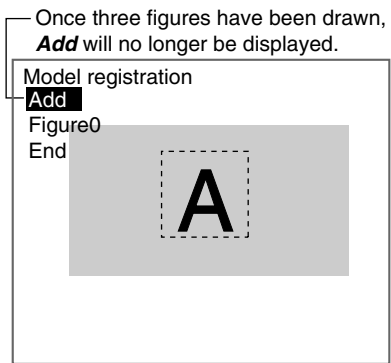 Once three figures have been drawn,
Add will no longer be displayed.
Model registration
Add
Figure0
End
A